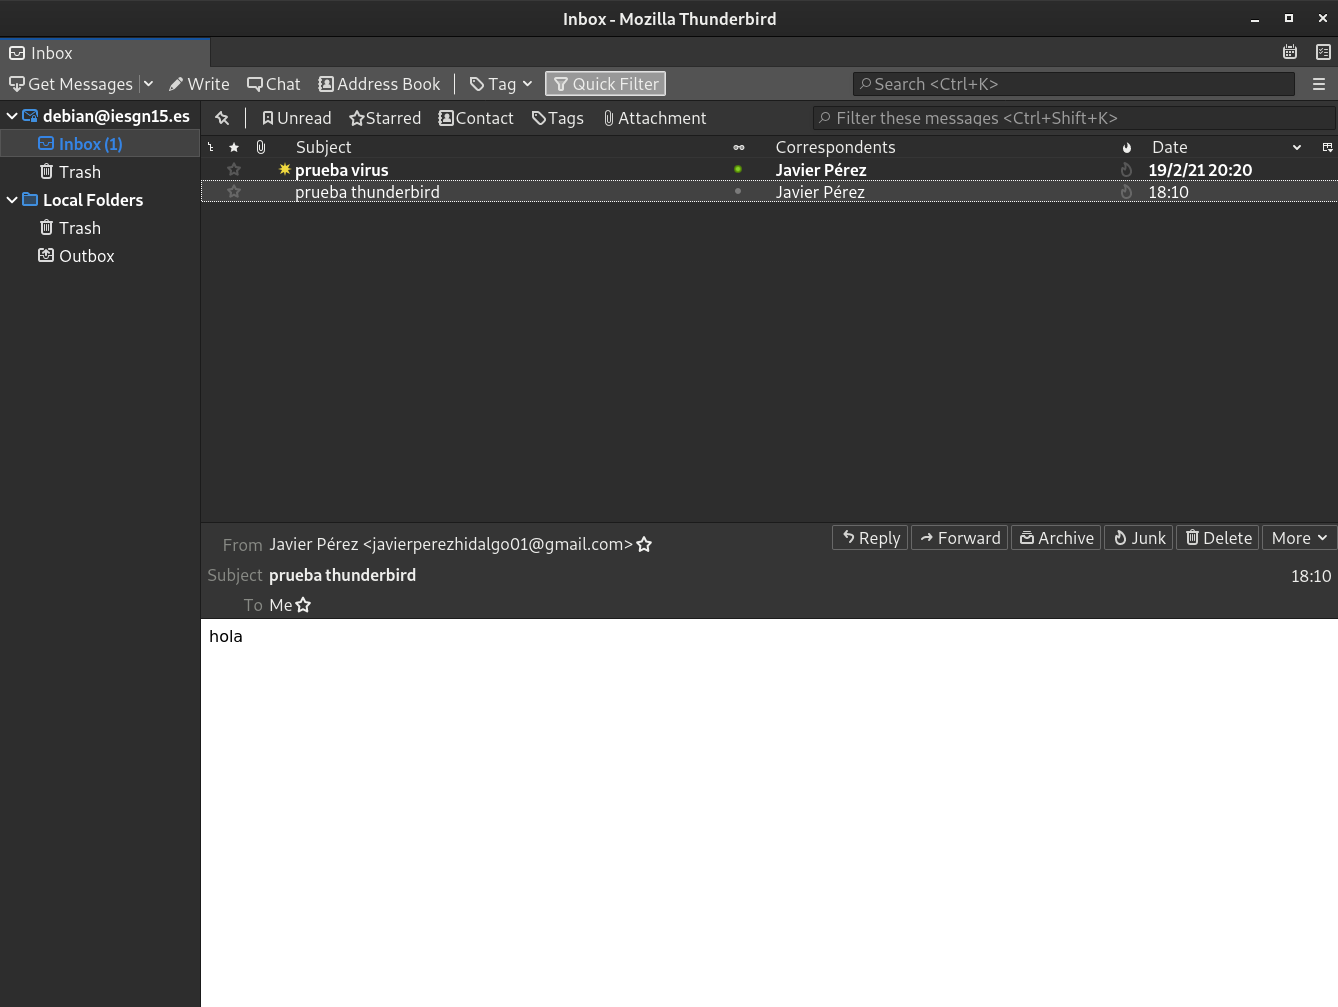 Inbox - Mozilla Thunderbird
Inbox
Get Messages Write Chat Address Book Tag Quick Filter Search <Ctrl+K>
debian@iesgn15.es
Inbox (1)
Trash
Local Folders
Trash
Outbox
Unread Starred Contact Tags Attachment Filter these messages <Ctrl+Shift+K>
Subject Correspondents Date
prueba virus Javier Pérez 19/2/21 20:20
prueba thunderbird Javier Pérez 18:10
From Javier Pérez <javierperezhidalgo01@gmail.com> Reply Forward Archive Junk Delete More
Subject prueba thunderbird 18:10
To Me
hola